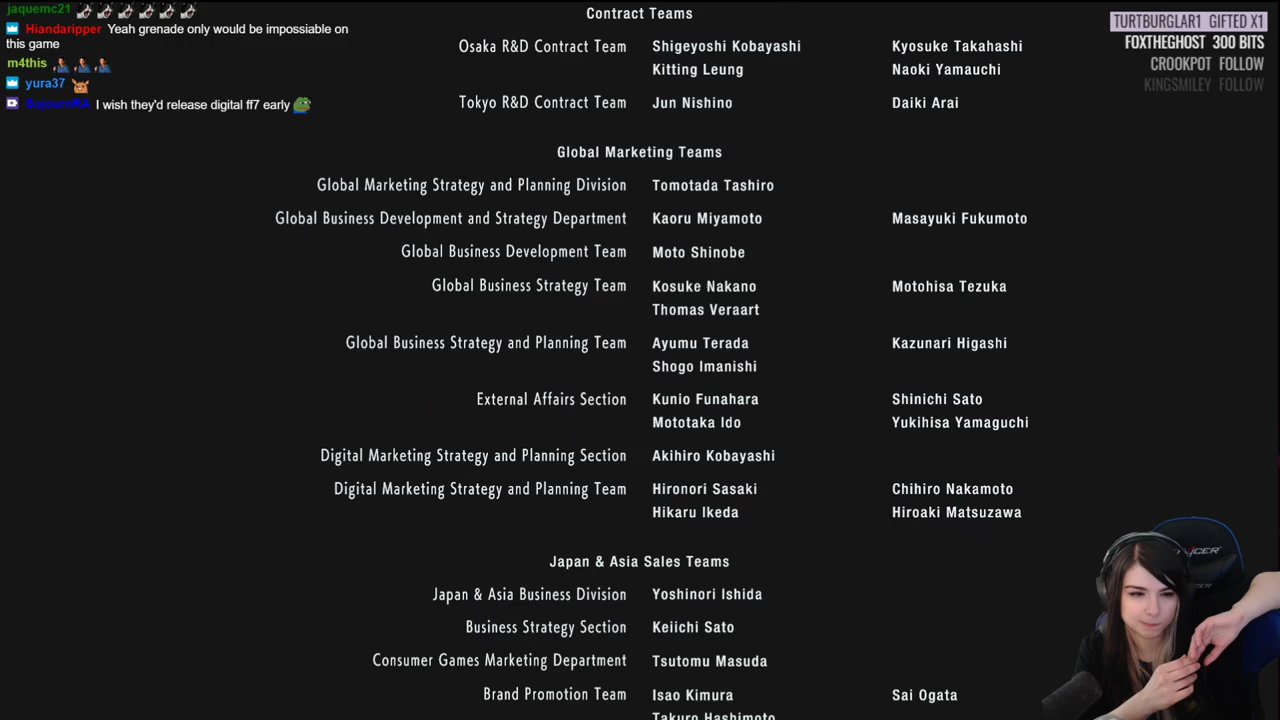 jaquemc21
Hiandaripper Yeah grenade only would be impossiable on
this game
m4this
yura37
SojournRA I wish they'd release digital ff7 early
TURTBURGLAR1 GIFTED X1
FOXTHEGHOST 300 BITS
CROOKPOT FOLLOW
KINGSMILEY FOLLOW
Contract Teams
Osaka R&D Contract Team Shigeyoshi Kobayashi Kyosuke Takahashi
Kitting Leung Naoki Yamauchi
Tokyo R&D Contract Team Jun Nishino Daiki Arai
Global Marketing Teams
Global Marketing Strategy and Planning Division Tomotada Tashiro
Global Business Development and Strategy Department Kaoru Miyamoto Masayuki Fukumoto
Global Business Development Team Moto Shinobe
Global Business Strategy Team Kosuke Nakano Motohisa Tezuka
Thomas Veraart
Global Business Strategy and Planning Team Ayumu Terada Kazunari Higashi
Shogo Imanishi
External Affairs Section Kunio Funahara Shinichi Sato
Mototaka Ido Yukihisa Yamaguchi
Digital Marketing Strategy and Planning Section Akihiro Kobayashi
Digital Marketing Strategy and Planning Team Hironori Sasaki Chihiro Nakamoto
Hikaru Ikeda Hiroaki Matsuzawa
Japan & Asia Sales Teams
Japan & Asia Business Division Yoshinori Ishida
Business Strategy Section Keiichi Sato
Consumer Games Marketing Department Tsutomu Masuda
Brand Promotion Team Isao Kimura Sai Ogata
Takuro Hashimoto